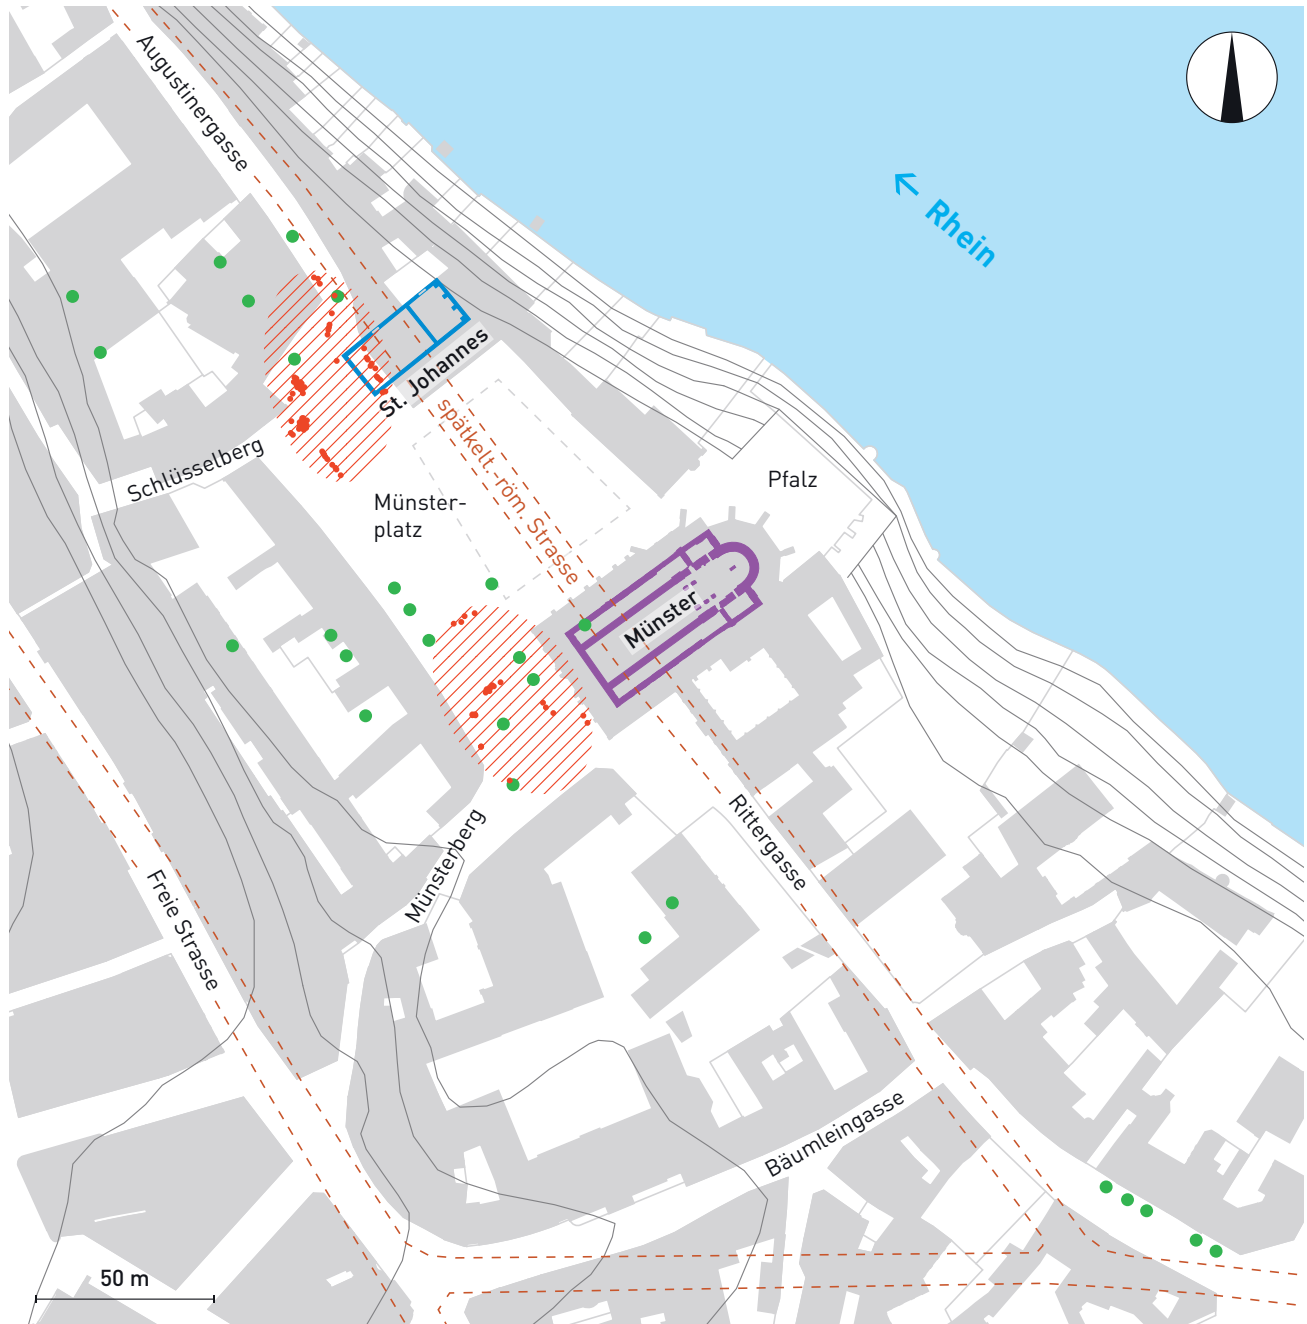 Augustinergasse
Rhein
St. Johannes
spätkelt.-röm. Strasse
Schlüsselberg
Münster-
platz
Pfalz
Münster
Münsterberg
Rittergasse
Freie Strasse
Bäumleingasse
50 m